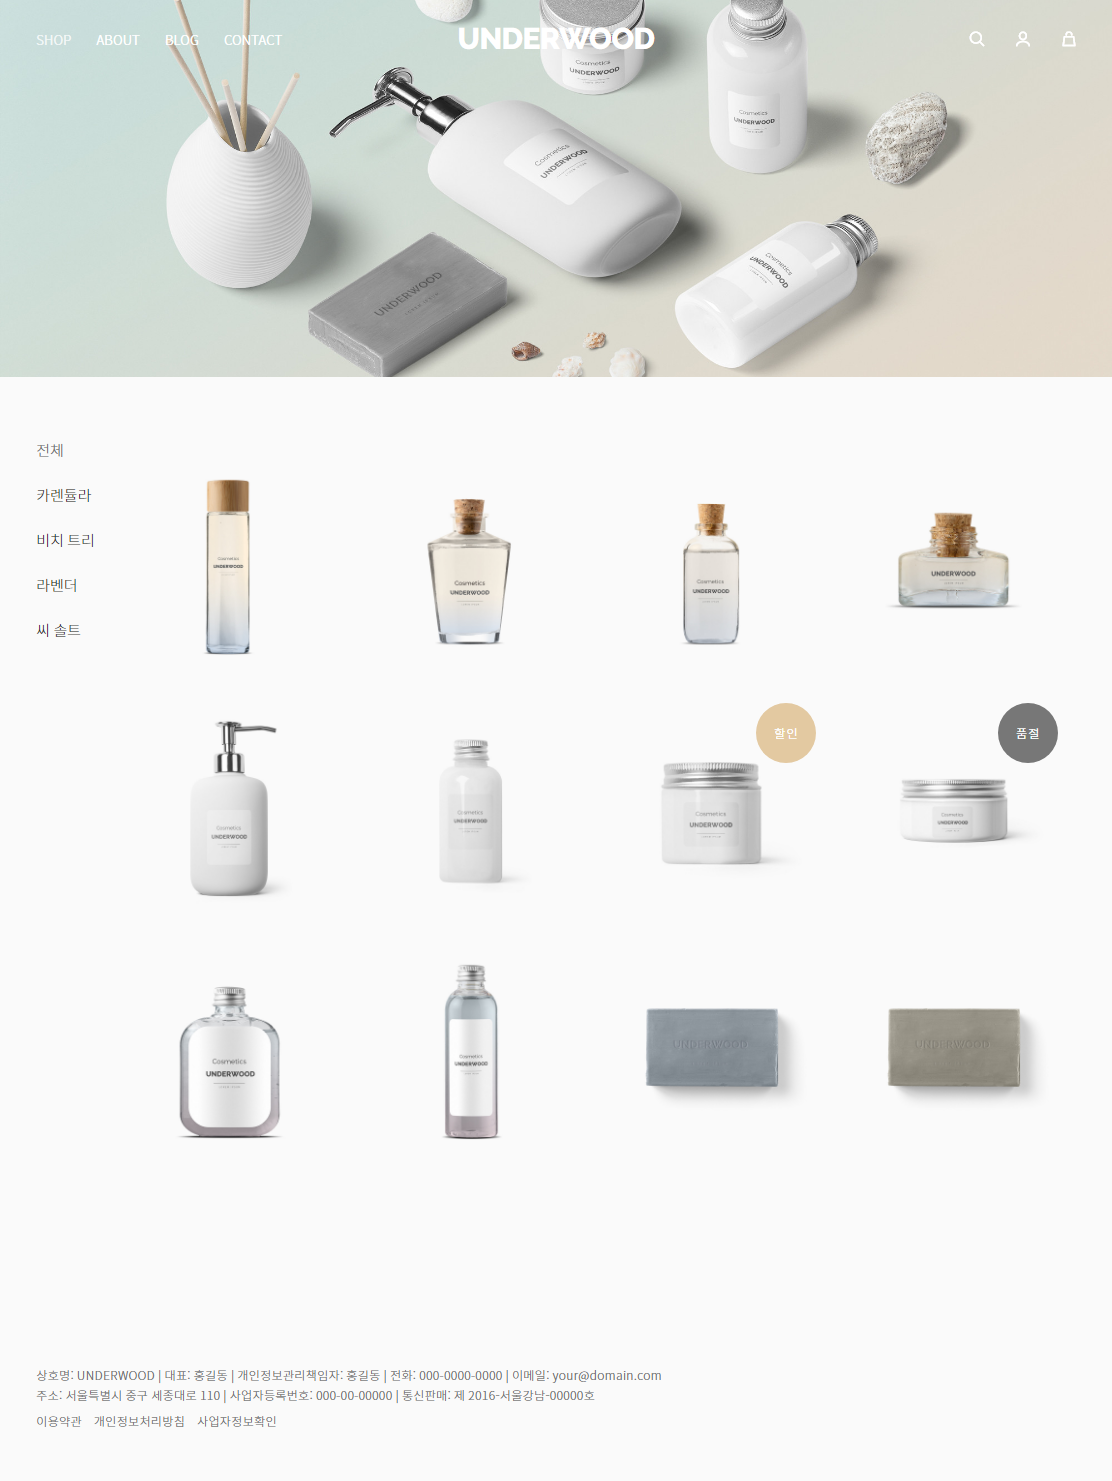 SHOP ABOUT BLOG CONTACT
UNDERWOOD
Cosmetics
UNDERWOOD
Cosmetics
UNDERWOOD
Cosmetics
UNDERWOOD
Cosmetics
UNDERWOOD
UNDERWOOD
전체
카렌듈라
비치 트리
라벤더
씨 솔트
Cosmetics
UNDERWOOD
Cosmetics
UNDERWOOD
Cosmetics
UNDERWOOD
UNDERWOOD
할인
품절
Cosmetics
UNDERWOOD
Cosmetics
UNDERWOOD
Cosmetics
UNDERWOOD
Cosmetics
UNDERWOOD
Cosmetics
UNDERWOOD
Cosmetics
UNDERWOOD
UNDERWOOD
UNDERWOOD
상호명: UNDERWOOD | 대표: 홍길동 | 개인정보관리책임자: 홍길동 | 전화: 000-0000-0000 | 이메일: your@domain.com
주소: 서울특별시 중구 세종대로 110 | 사업자등록번호: 000-00-00000 | 통신판매: 제 2016-서울강남-00000호
이용약관 개인정보처리방침 사업자정보확인